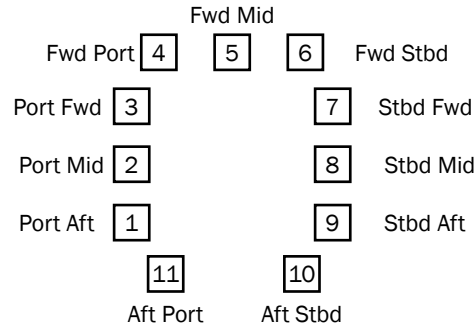 Fwd Mid
Fwd Port 4 5 6 Fwd Stbd
Port Fwd 3 7 Stbd Fwd
Port Mid 2 8 Stbd Mid
Port Aft 1 9 Stbd Aft
11 10
Aft Port Aft Stbd